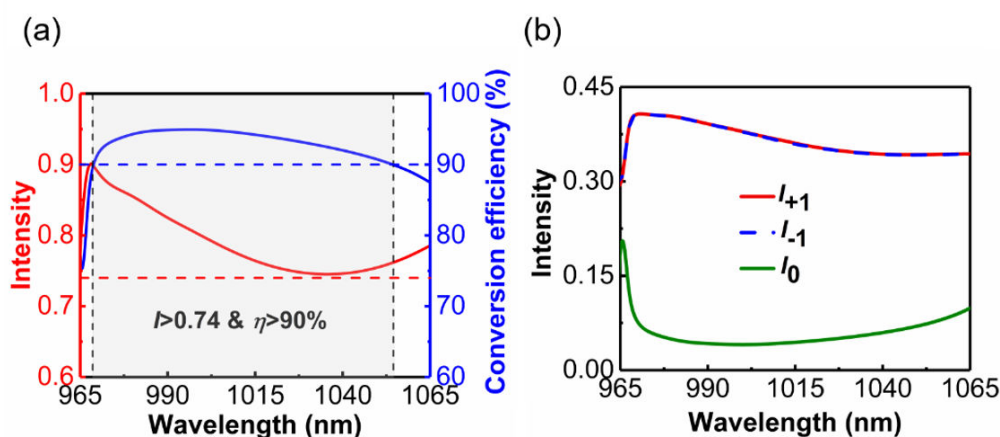 (a)
1.0
0.9
0.8
0.7
0.6
Intensity
100
90
80
70
60
Conversion efficiency (%)
I>0.74 & η>90%
965 990 1015 1040 1065
Wavelength (nm)
(b)
0.45
0.30
0.15
0.00
Intensity
I+1
I-1
I0
965 990 1015 1040 1065
Wavelength (nm)